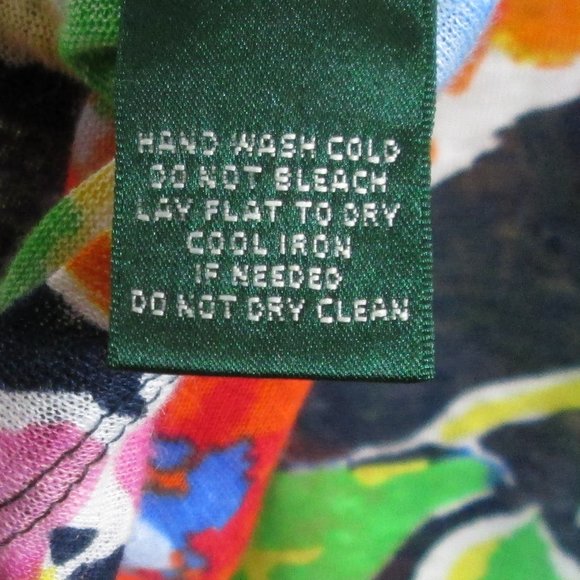 HAND WASH COLD
DO NOT BLEACH
LAY FLAT TO DRY
COOL IRON
IF NEEDED
DO NOT DRY CLEAN